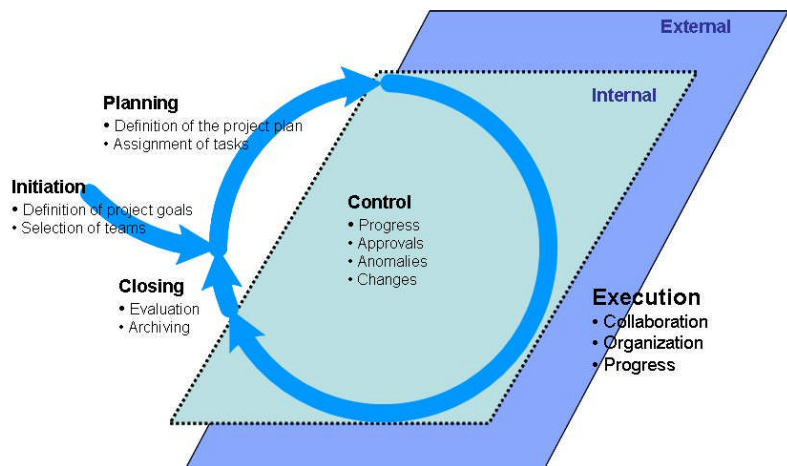 External
Internal
Planning
• Definition of the project plan
• Assignment of tasks
Initiation
• Definition of project goals
• Selection of teams
Control
• Progress
• Approvals
• Anomalies
• Changes
Closing
• Evaluation
• Archiving
Execution
• Collaboration
• Organization
• Progress